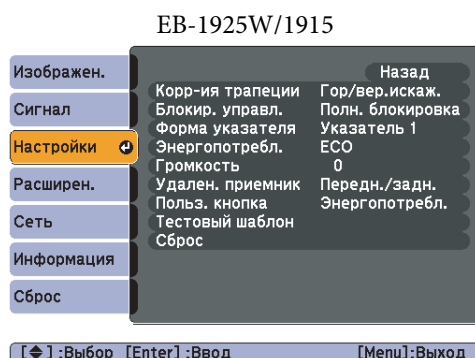 EB-1925W/1915
Изображен.
Сигнал
Настройки
Расширен.
Сеть
Информация
Сброс
Назад
Корр-ия трапеции Гор/вер.искаж.
Блокир. управл. Полн. блокировка
Форма указателя Указатель 1
Энергопотребл. ECO
Громкость 0
Удален. приемник Передн./задн.
Польз. кнопка Энергопотребл.
Тестовый шаблон
Сброс
[◆] :Выбор [Enter] :Ввод [Menu]:Выход